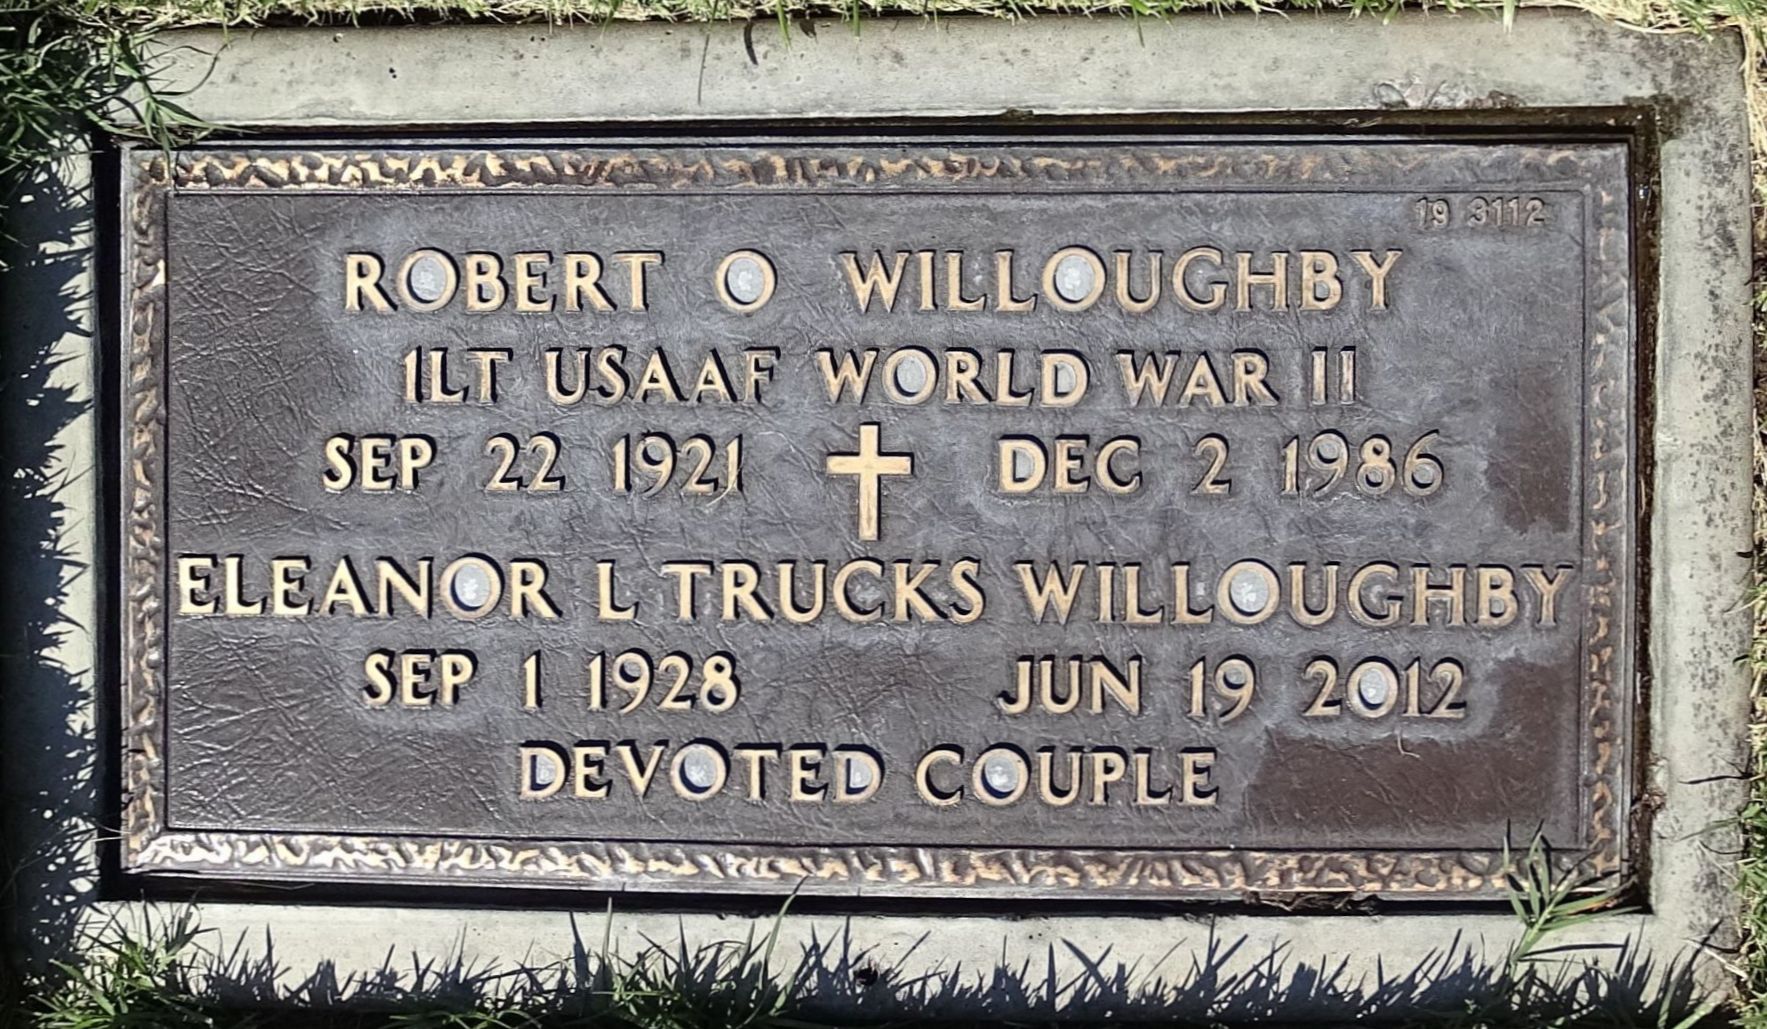 19 3112
ROBERT O WILLOUGHBY
1LT USAAF WORLD WAR II
SEP 22 1921 DEC 2 1986
ELEANOR L TRUCKS WILLOUGHBY
SEP 1 1928 JUN 19 2012
DEVOTED COUPLE